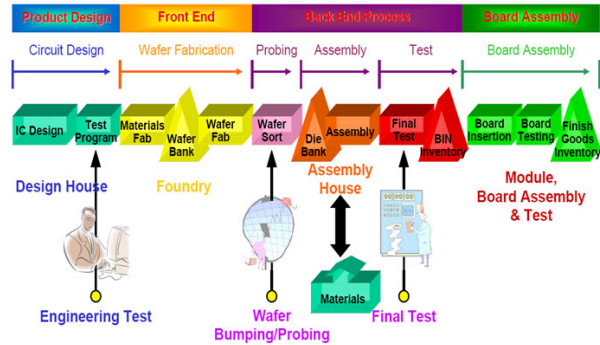 Product Design
Front End
Back End Process
Board Assembly
Circuit Design
Wafer Fabrication
Probing
Assembly
Test
Board Assembly
IC Design
Test
Program
Materials
Fab
Wafer
Bank
Wafer
Fab
Wafer
Sort
Die
Bank
Assembly
Final
Test
BIN
Inventory
Board
Insertion
Board
Testing
Finish
Goods
Inventory
Design House
Foundry
Assembly
House
Module,
Board Assembly
& Test
Materials
Engineering Test
Wafer
Bumping/Probing
Final Test